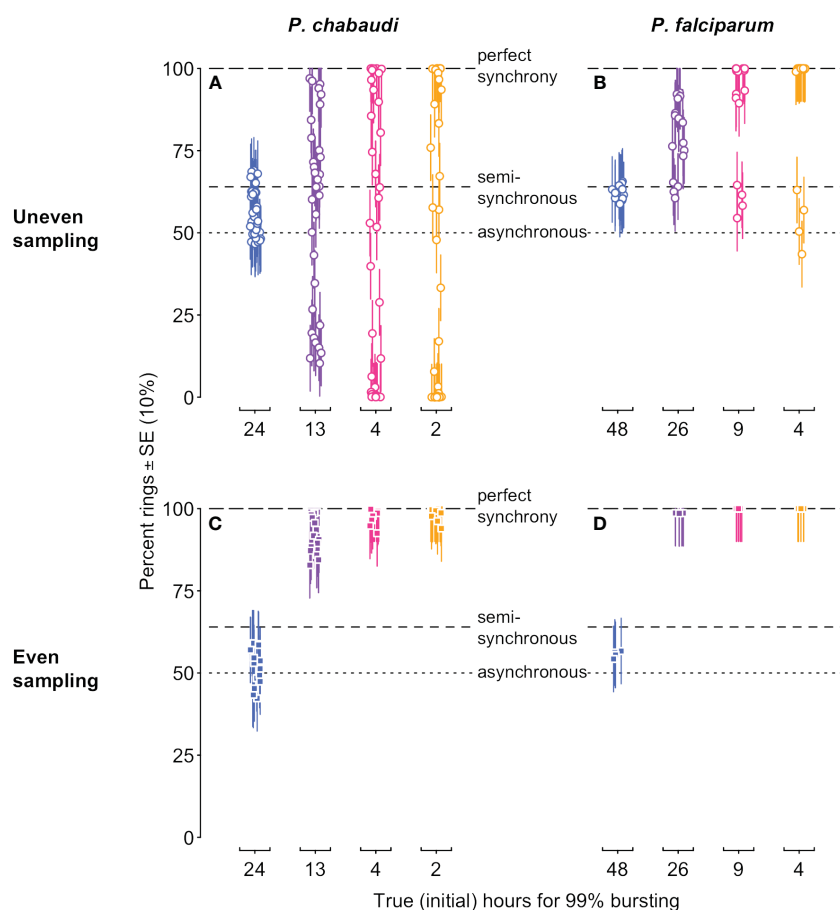 P. chabaudi
P. falciparum
Uneven
sampling
Percent rings ± SE (10%)
A
100
75
50
25
0
24
13
4
2
perfect
synchrony
semi-
synchronous
asynchronous
B
48
26
9
4
Even
sampling
C
100
75
50
25
0
24
13
4
2
perfect
synchrony
semi-
synchronous
asynchronous
D
48
26
9
4
True (initial) hours for 99% bursting